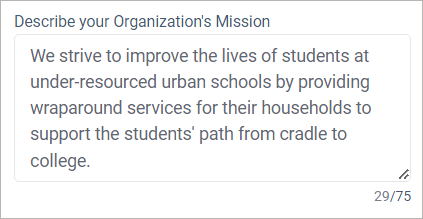 Describe your Organization's Mission
We strive to improve the lives of students at
under-resourced urban schools by providing
wraparound services for their households to
support the students' path from cradle to
college.
29/75